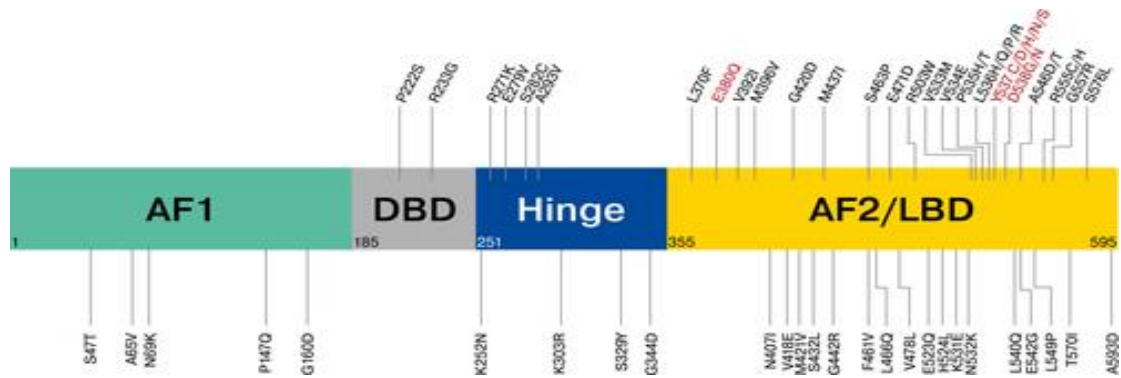 P222S
R233G
R271K
E279V
S282C
A293V
L370F
E380Q
V392I
M396V
G420D
M437I
S463P
E471D
R503W
V533M
V534E
P535H/T
L536H/Q/P/R
Y537C/D/H/N/S
D538G/N
A546D/T
R555C/H
G557R
S576L
AF1 DBD Hinge AF2/LBD
1 185 251 355 595
S47T
A65V
N69K
P147Q
G160D
K252N
K303R
S329Y
G344D
N407I
V418E
M421V
S432L
G442R
F461V
L466Q
V478L
E523Q
H524L
K531E
N532K
L540Q
E542G
L549P
T570I
A593D